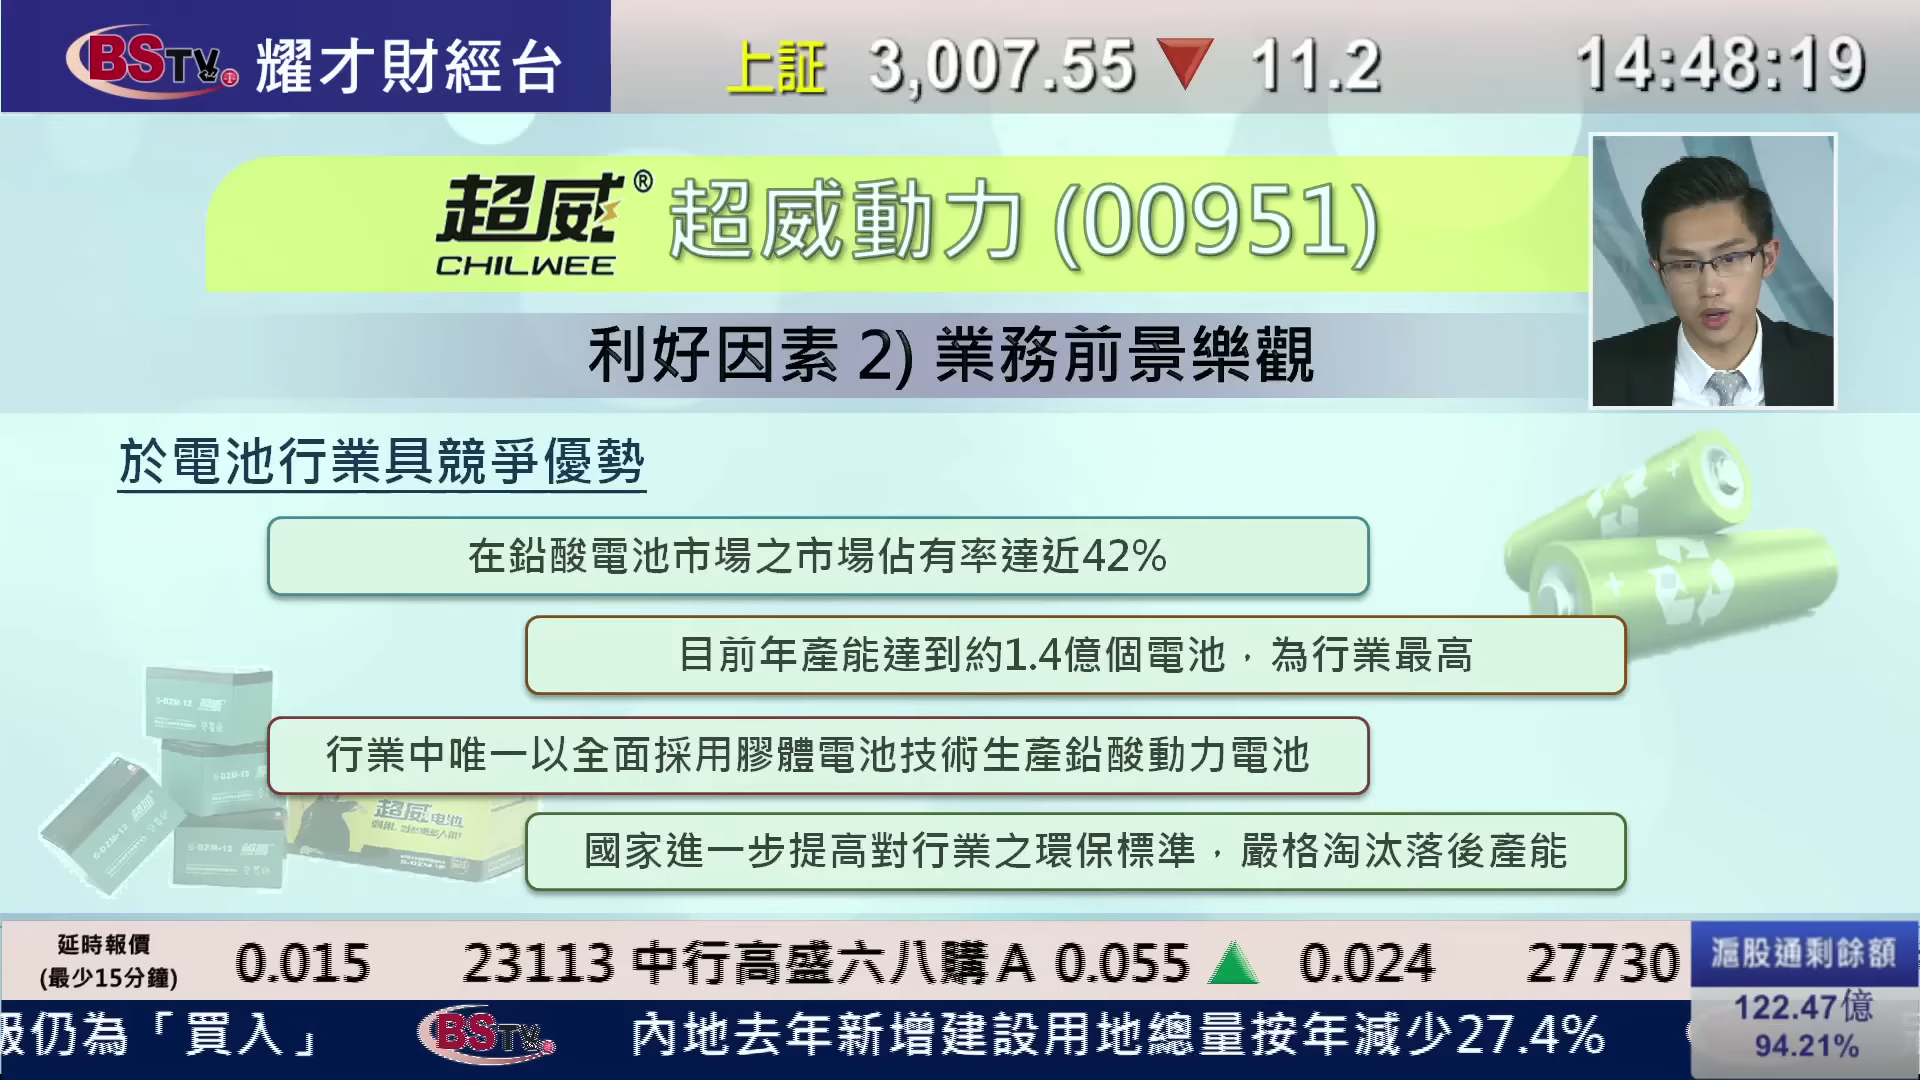 BSTV 耀才財經台
上証 3,007.55 ▼ 11.2 14:48:19
超威® 超威動力 (00951)
CHILWEE
利好因素 2) 業務前景樂觀
於電池行業具競爭優勢
在鉛酸電池市場之市場佔有率達近42%
目前年產能達到約1.4億個電池，為行業最高
行業中唯一以全面採用膠體電池技術生產鉛酸動力電池
國家進一步提高對行業之環保標準，嚴格淘汰落後產能
超威电池
延時報價
(最少15分鐘)
0.015 23113 中行高盛六八購A 0.055 ▲ 0.024 27730
滬股通剩餘額
122.47億
94.21%
仍為「買入」 BSTV 內地去年新增建設用地總量按年減少27.4%